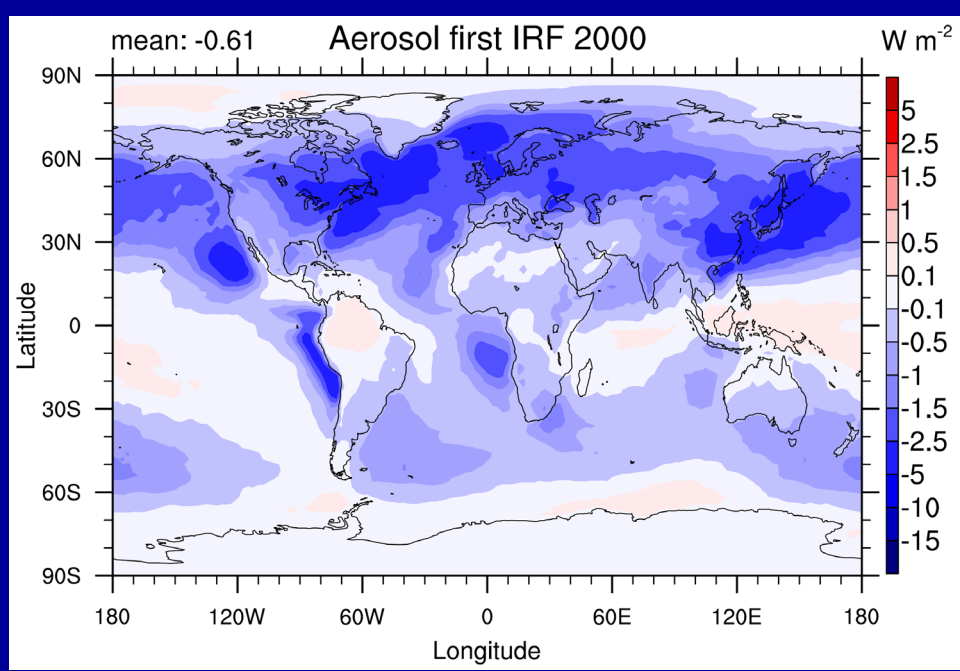 mean: -0.61 Aerosol first IRF 2000 W m-2
90N
60N
30N
0
30S
60S
90S
Latitude
180 120W 60W 0 60E 120E 180
Longitude
5
2.5
1.5
1
0.5
0.1
-0.1
-0.5
-1
-1.5
-2.5
-5
-10
-15